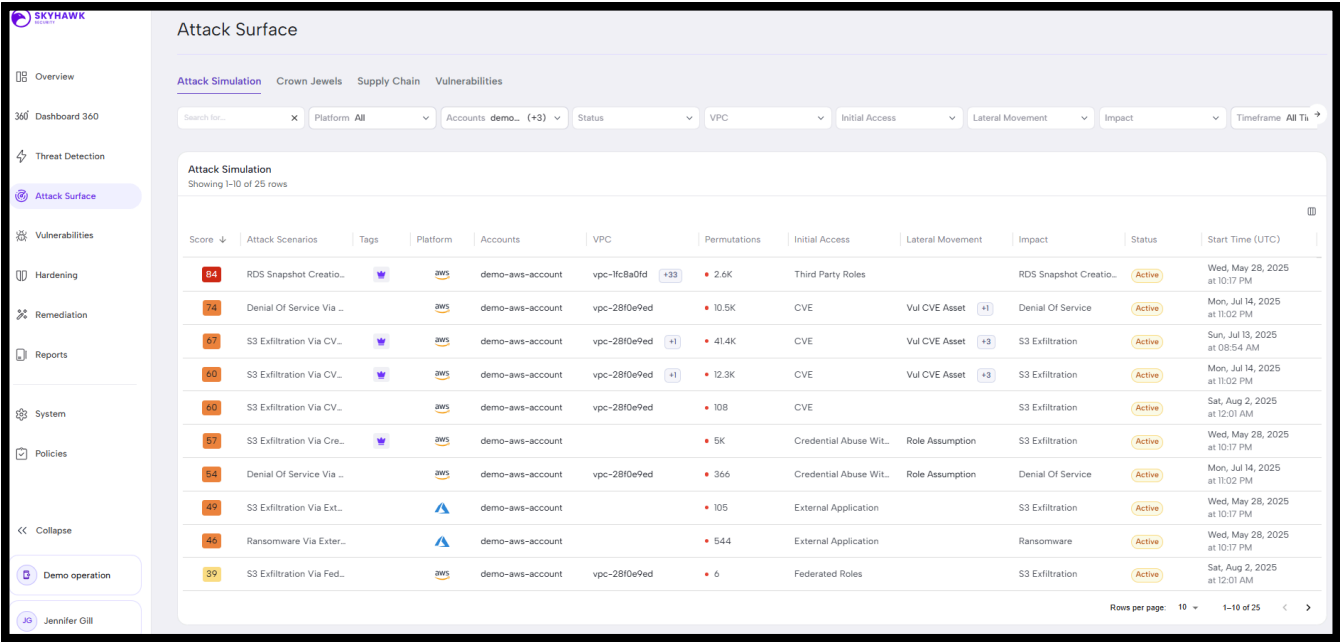 SKYHAWK
SECURITY
Overview
360° Dashboard 360
Threat Detection
Attack Surface
Vulnerabilities
Hardening
Remediation
Reports
System
Policies
Collapse
Demo operation
JG Jennifer Gill
Attack Surface
Attack Simulation Crown Jewels Supply Chain Vulnerabilities
Search for... Platform All Accounts demo... (+3) Status VPC Initial Access Lateral Movement Impact Timeframe All
Attack Simulation
Showing 1-10 of 25 rows
Score Attack Scenarios Tags Platform Accounts VPC Permutations Initial Access Lateral Movement Impact Status Start Time (UTC)
84 RDS Snapshot Creatio... aws demo-aws-account vpc-1fc8a0fd +33 2.6K Third Party Roles RDS Snapshot Creatio... Active Wed, May 28, 2025
at 10:17 PM
74 Denial Of Service Via ... aws demo-aws-account vpc-28f0e9ed 10.5K CVE Vul CVE Asset +1 Denial Of Service Active Mon, Jul 14, 2025
at 11:02 PM
67 S3 Exfiltration Via CV... aws demo-aws-account vpc-28f0e9ed +1 41.4K CVE Vul CVE Asset +3 S3 Exfiltration Active Sun, Jul 13, 2025
at 08:54 AM
60 S3 Exfiltration Via CV... aws demo-aws-account vpc-28f0e9ed +1 12.3K CVE Vul CVE Asset +3 S3 Exfiltration Active Mon, Jul 14, 2025
at 11:02 PM
60 S3 Exfiltration Via CV... aws demo-aws-account vpc-28f0e9ed 108 CVE S3 Exfiltration Active Sat, Aug 2, 2025
at 12:01 AM
57 S3 Exfiltration Via Cre... aws demo-aws-account 5K Credential Abuse Wit... Role Assumption S3 Exfiltration Active Wed, May 28, 2025
at 10:17 PM
54 Denial Of Service Via ... aws demo-aws-account vpc-28f0e9ed 366 Credential Abuse Wit... Role Assumption Denial Of Service Active Mon, Jul 14, 2025
at 11:02 PM
49 S3 Exfiltration Via Ext... demo-aws-account 105 External Application S3 Exfiltration Active Wed, May 28, 2025
at 10:17 PM
46 Ransomware Via Exter... demo-aws-account 544 External Application Ransomware Active Wed, May 28, 2025
at 10:17 PM
39 S3 Exfiltration Via Fed... aws demo-aws-account vpc-28f0e9ed 6 Federated Roles S3 Exfiltration Active Sat, Aug 2, 2025
at 12:01 AM
Rows per page: 10 1-10 of 25